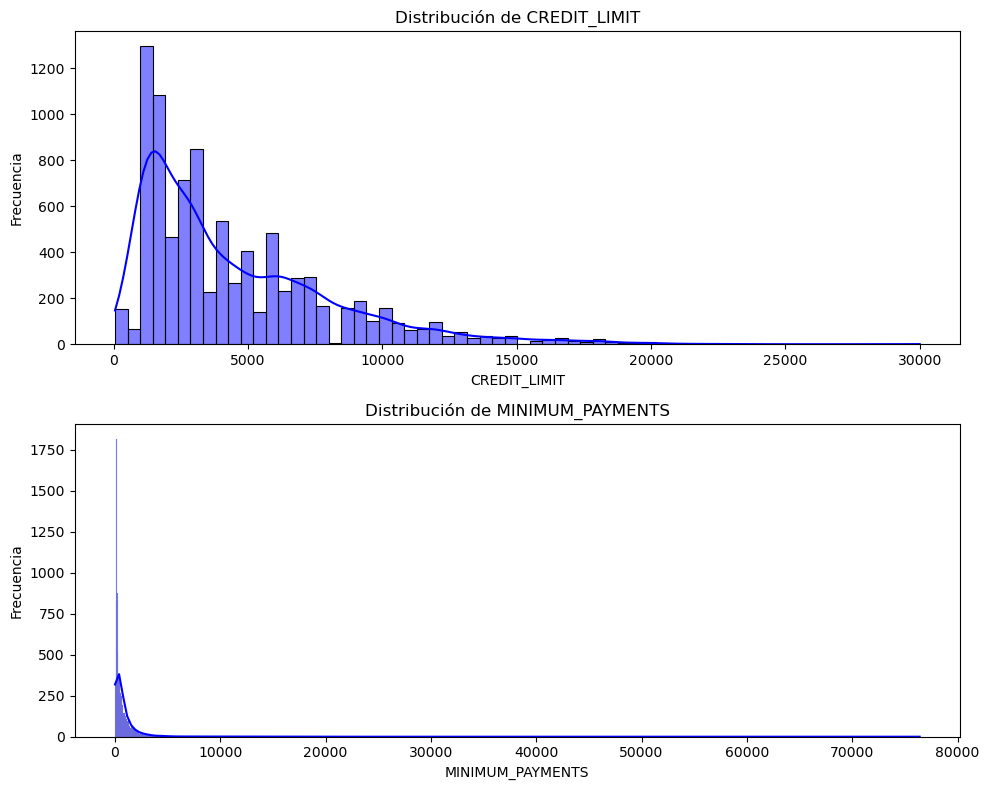 Distribución de CREDIT_LIMIT
1200
1000
800
600
400
200
0
Frecuencia
0 5000 10000 15000 20000 25000 30000
CREDIT_LIMIT
Distribución de MINIMUM_PAYMENTS
1750
1500
1250
1000
750
500
250
0
Frecuencia
0 10000 20000 30000 40000 50000 60000 70000 80000
MINIMUM_PAYMENTS